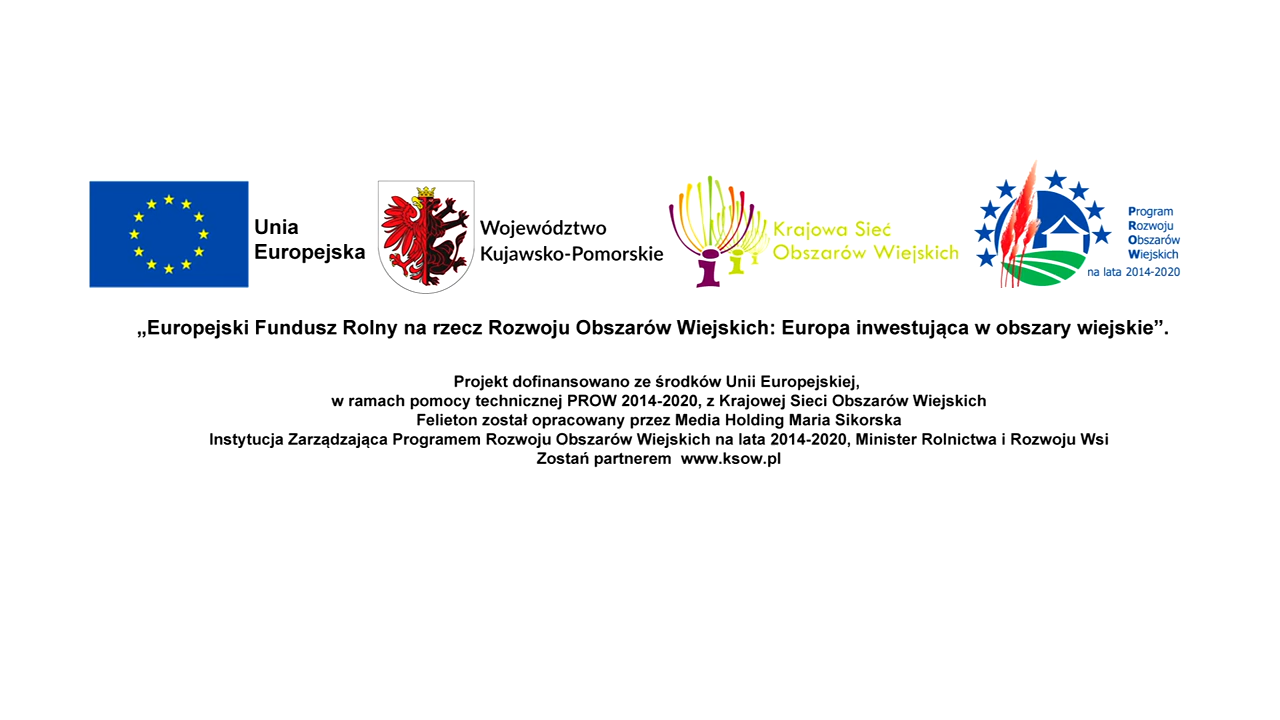 Unia
Europejska
Województwo
Kujawsko-Pomorskie
Krajowa Sieć
Obszarów Wiejskich
Program
Rozwoju
Obszarów
Wiejskich
na lata 2014-2020
„Europejski Fundusz Rolny na rzecz Rozwoju Obszarów Wiejskich: Europa inwestująca w obszary wiejskie”.
Projekt dofinansowano ze środków Unii Europejskiej,
w ramach pomocy technicznej PROW 2014-2020, z Krajowej Sieci Obszarów Wiejskich
Felieton został opracowany przez Media Holding Maria Sikorska
Instytucja Zarządzająca Programem Rozwoju Obszarów Wiejskich na lata 2014-2020, Minister Rolnictwa i Rozwoju Wsi
Zostań partnerem  www.ksow.pl